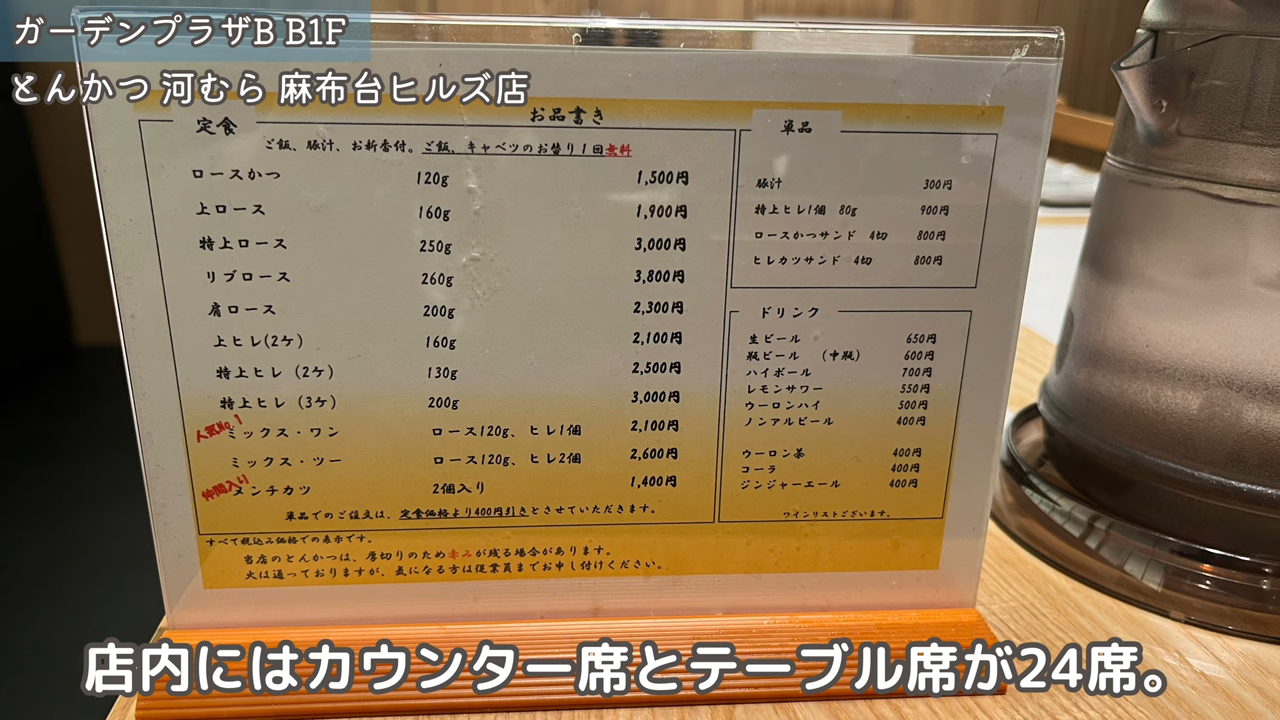 ガーデンプラザB B1F
とんかつ 河むら 麻布台ヒルズ店
お品書き
定食
ご飯、豚汁、お新香付。ご飯、キャベツのお替り1回無料
ロースかつ 120g 1,500円
上ロース 160g 1,900円
特上ロース 250g 3,000円
リブロース 260g 3,800円
肩ロース 200g 2,300円
上ヒレ(2ケ) 160g 2,100円
特上ヒレ (2ケ) 130g 2,500円
特上ヒレ (3ケ) 200g 3,000円
人気No.1
ミックス・ワン ロース120g、ヒレ1個 2,100円
ミックス・ツー ロース120g、ヒレ2個 2,600円
仲間入り
メンチカツ 2個入り 1,400円
単品でのご注文は、定食価格より400円引きとさせていただきます。
単品
豚汁 300円
特上ヒレ1個 80g 900円
ロースかつサンド 4切 800円
ヒレカツサンド 4切 800円
ドリンク
生ビール 650円
瓶ビール (中瓶) 600円
ハイボール 700円
レモンサワー 550円
ウーロンハイ 500円
ノンアルビール 400円
ウーロン茶 400円
コーラ 400円
ジンジャーエール 400円
ワインリストございます。
すべて税込み価格での表示です。
当店のとんかつは、厚切りのため赤みが残る場合があります。
火は通っておりますが、気になる方は従業員までお申し付けください。
店内にはカウンター席とテーブル席が24席。